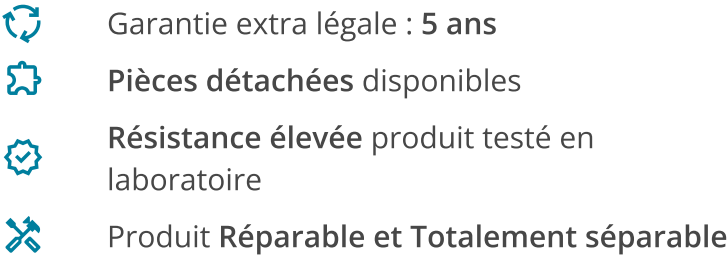 Garantie extra légale : 5 ans
Pièces détachées disponibles
Résistance élevée produit testé en
laboratoire
Produit Réparable et Totalement séparable